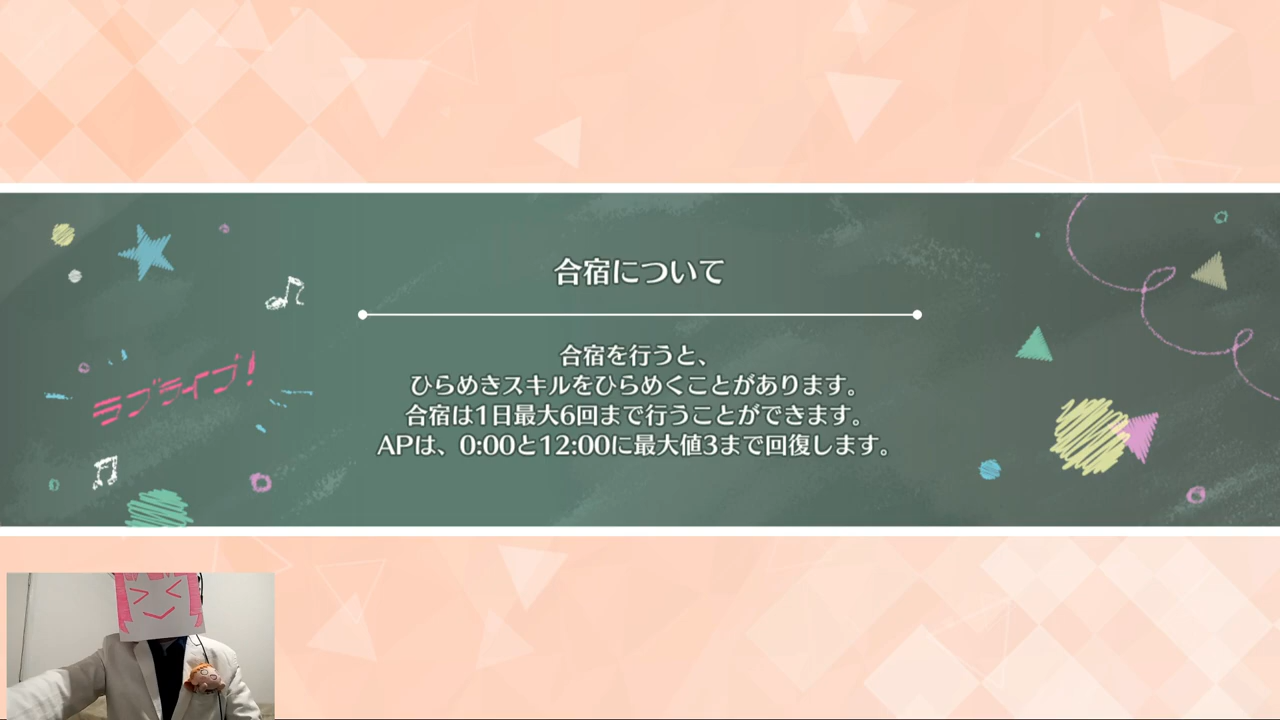 合宿について
合宿を行うと、
ひらめきスキルをひらめくことがあります。
合宿は1日最大6回まで行うことができます。
APは、0:00と12:00に最大値3まで回復します。
ラブライブ!